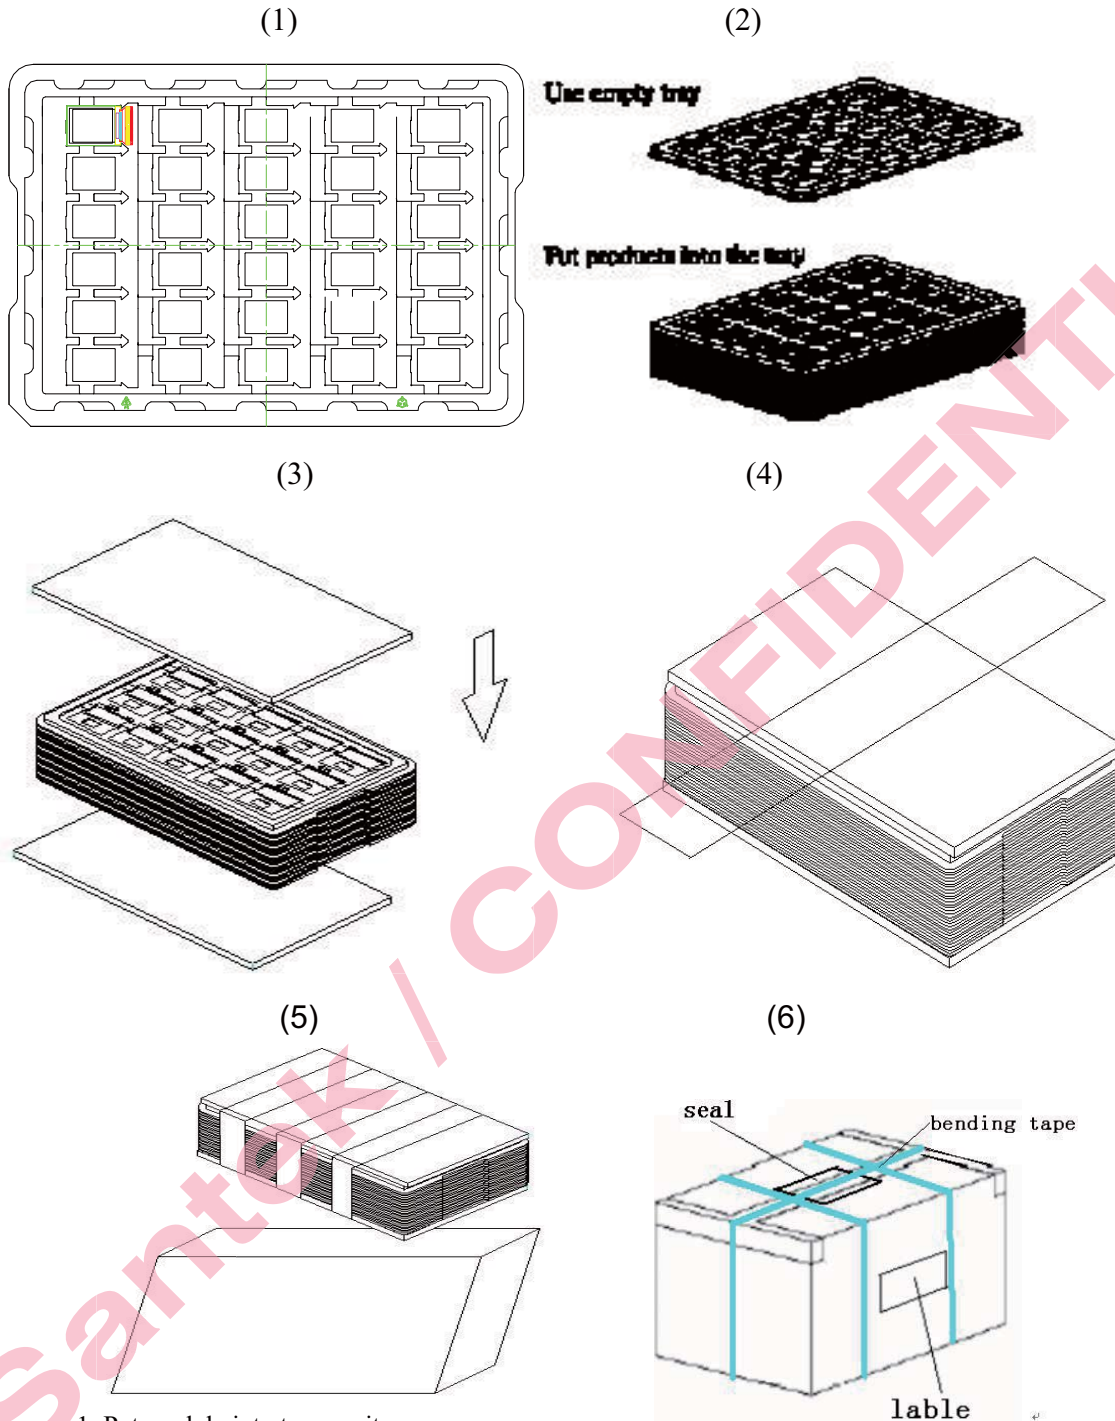 (1)
(2)
Use empty tray
Put products into the tray
(3)
(4)
(5)
(6)
seal
bending tape
lable
Santek / CONFIDENTI